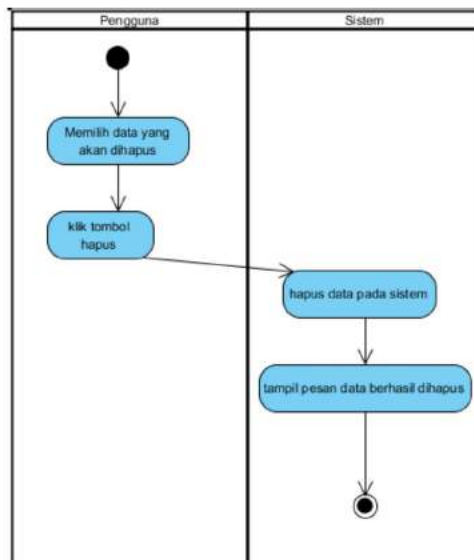 Pengguna
Sistem
Memilih data yang
akan dihapus
klik tombol
hapus
hapus data pada sistem
tampil pesan data berhasil dihapus